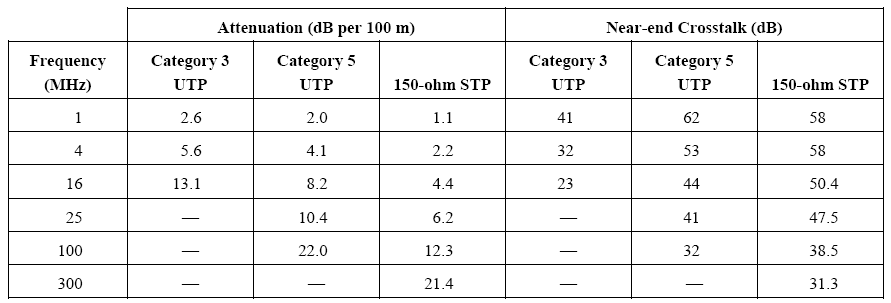 Attenuation (dB per 100 m) Near-end Crosstalk (dB)
Frequency (MHz) Category 3 UTP Category 5 UTP 150-ohm STP Category 3 UTP Category 5 UTP 150-ohm STP
1 2.6 2.0 1.1 41 62 58
4 5.6 4.1 2.2 32 53 58
16 13.1 8.2 4.4 23 44 50.4
25 — 10.4 6.2 — 41 47.5
100 — 22.0 12.3 — 32 38.5
300 — — 21.4 — — 31.3